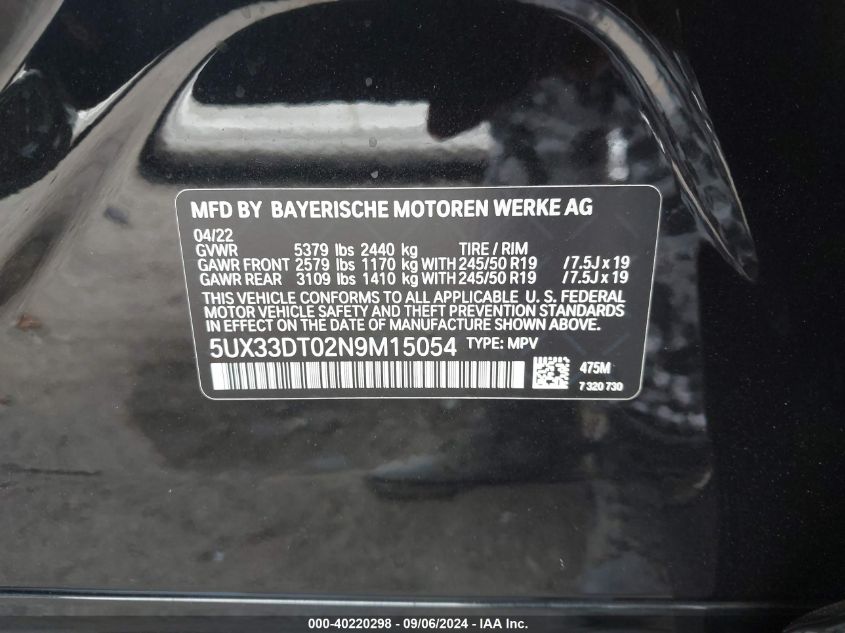 MFD BY BAYERISCHE MOTOREN WERKE AG
04/22
GVWR 5379 lbs 2440 kg TIRE / RIM
GAWR FRONT 2579 lbs 1170 kg WITH 245/50 R19 / 7.5J x 19
GAWR REAR 3109 lbs 1410 kg WITH 245/50 R19 / 7.5J x 19
THIS VEHICLE CONFORMS TO ALL APPLICABLE U. S. FEDERAL
MOTOR VEHICLE SAFETY AND THEFT PREVENTION STANDARDS
IN EFFECT ON THE DATE OF MANUFACTURE SHOWN ABOVE.
5UX33DT02N9M15054 TYPE: MPV
475M
7 320 730
000-40220298 - 09/06/2024 - IAA Inc.